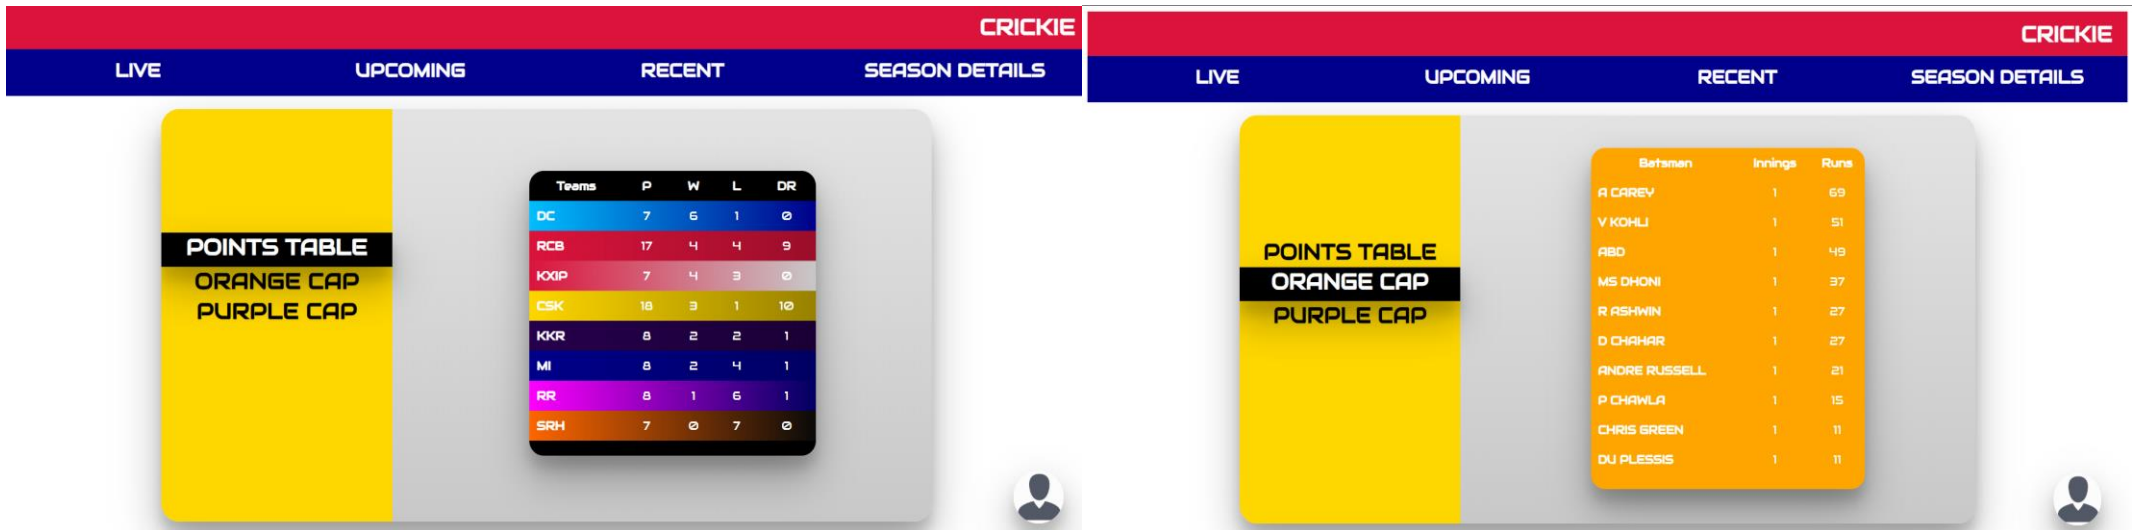 CRICKIE
LIVE UPCOMING RECENT SEASON DETAILS
POINTS TABLE
ORANGE CAP
PURPLE CAP
Teams P W L DR
DC 7 6 1 0
RCB 17 4 4 9
KXIP 7 4 3 0
CSK 18 3 1 10
KKR 8 2 2 1
MI 8 2 4 1
RR 8 1 6 1
SRH 7 0 7 0
CRICKIE
LIVE UPCOMING RECENT SEASON DETAILS
POINTS TABLE
ORANGE CAP
PURPLE CAP
Batsman Innings Runs
A CAREY 1 69
V KOHLI 1 51
ABD 1 49
MS DHONI 1 37
R ASHWIN 1 27
D CHAHAR 1 27
ANDRE RUSSELL 1 21
P CHAWLA 1 15
CHRIS GREEN 1 11
DU PLESSIS 1 11